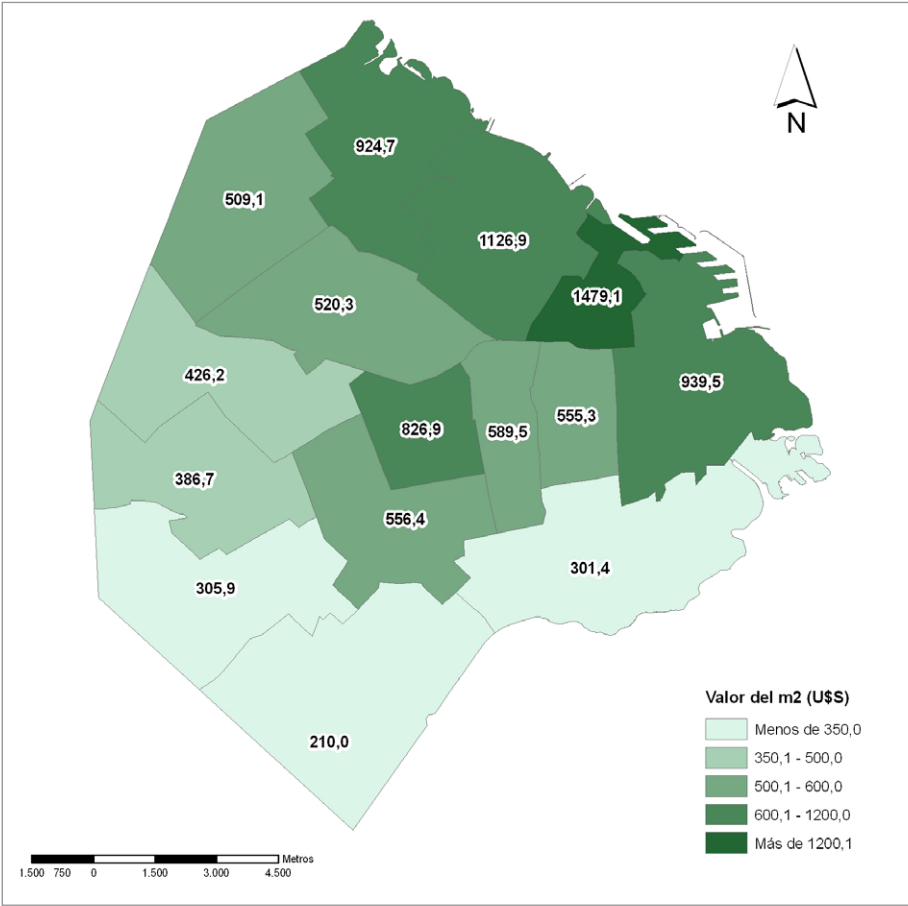 N
924,7
509,1
1126,9
1479,1
520,3
426,2
939,5
826,9
589,5
555,3
386,7
556,4
301,4
305,9
210,0
Valor del m2 (U$S)
Menos de 350,0
350,1 - 500,0
500,1 - 600,0
600,1 - 1200,0
Más de 1200,1
Metros
1.500 750 0 1.500 3.000 4.500